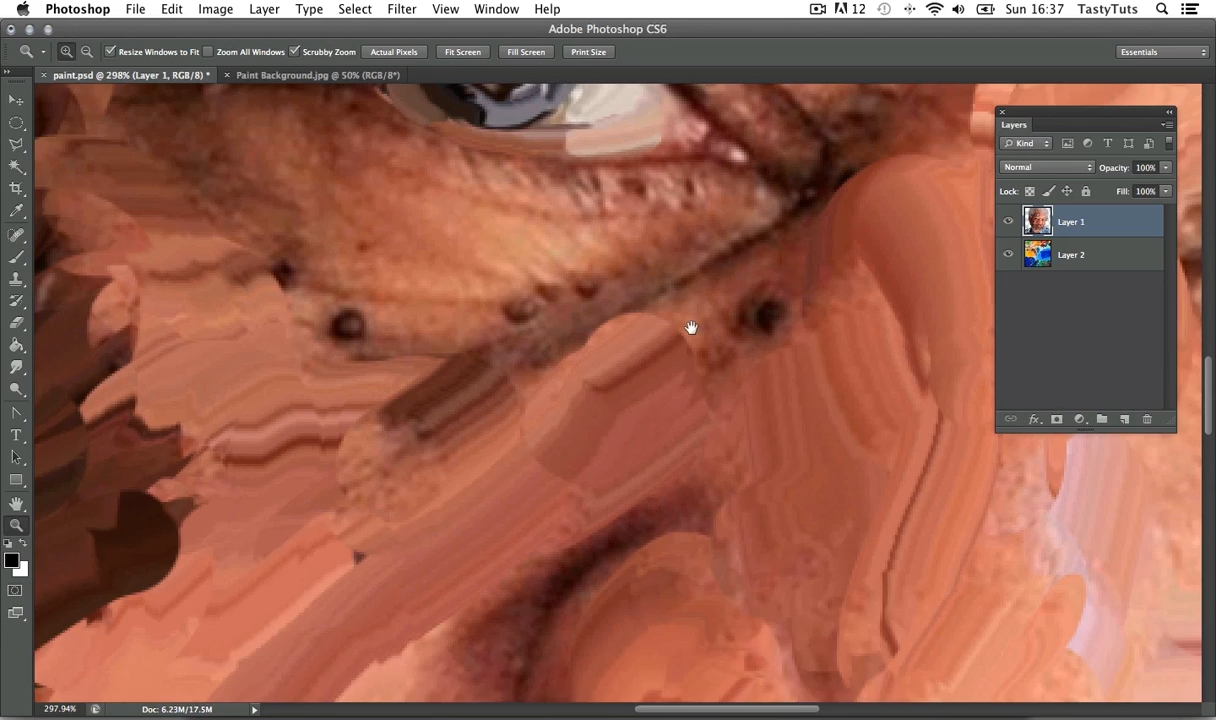 Photoshop File Edit Image Layer Type Select Filter View Window Help 12 Sun 16:37 TastyTuts
Adobe Photoshop CS6
Resize Windows to Fit Zoom All Windows Scrubby Zoom Actual Pixels Fit Screen Fill Screen Print Size Essentials
paint.psd @ 298% (Layer 1, RGB/8) * Paint Background.jpg @ 50% (RGB/8*)
Layers
Kind
Normal Opacity: 100%
Lock: Fill: 100%
Layer 1
Layer 2
297.94% Doc: 6.23M/17.5M